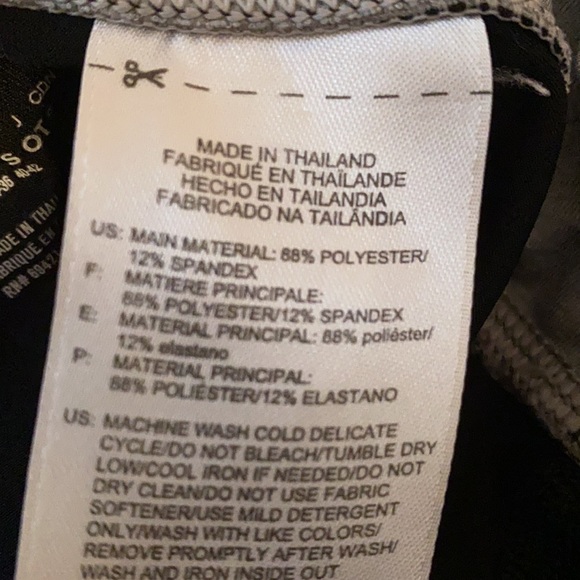 MADE IN THAILAND
FABRIQUÉ EN THAÏLANDE
HECHO EN TAILANDIA
FABRICADO NA TAILÂNDIA
US: MAIN MATERIAL: 88% POLYESTER/
12% SPANDEX
F: MATIERE PRINCIPALE:
88% POLYESTER/12% SPANDEX
E: MATERIAL PRINCIPAL: 88% poliéster/
12% elastano
P: MATERIAL PRINCIPAL:
88% POLIÉSTER/12% ELASTANO
US: MACHINE WASH COLD DELICATE
CYCLE/DO NOT BLEACH/TUMBLE DRY
LOW/COOL IRON IF NEEDED/DO NOT
DRY CLEAN/DO NOT USE FABRIC
SOFTENER/USE MILD DETERGENT
ONLY/WASH WITH LIKE COLORS/
REMOVE PROMPTLY AFTER WASH/
WASH AND IRON INSIDE OUT